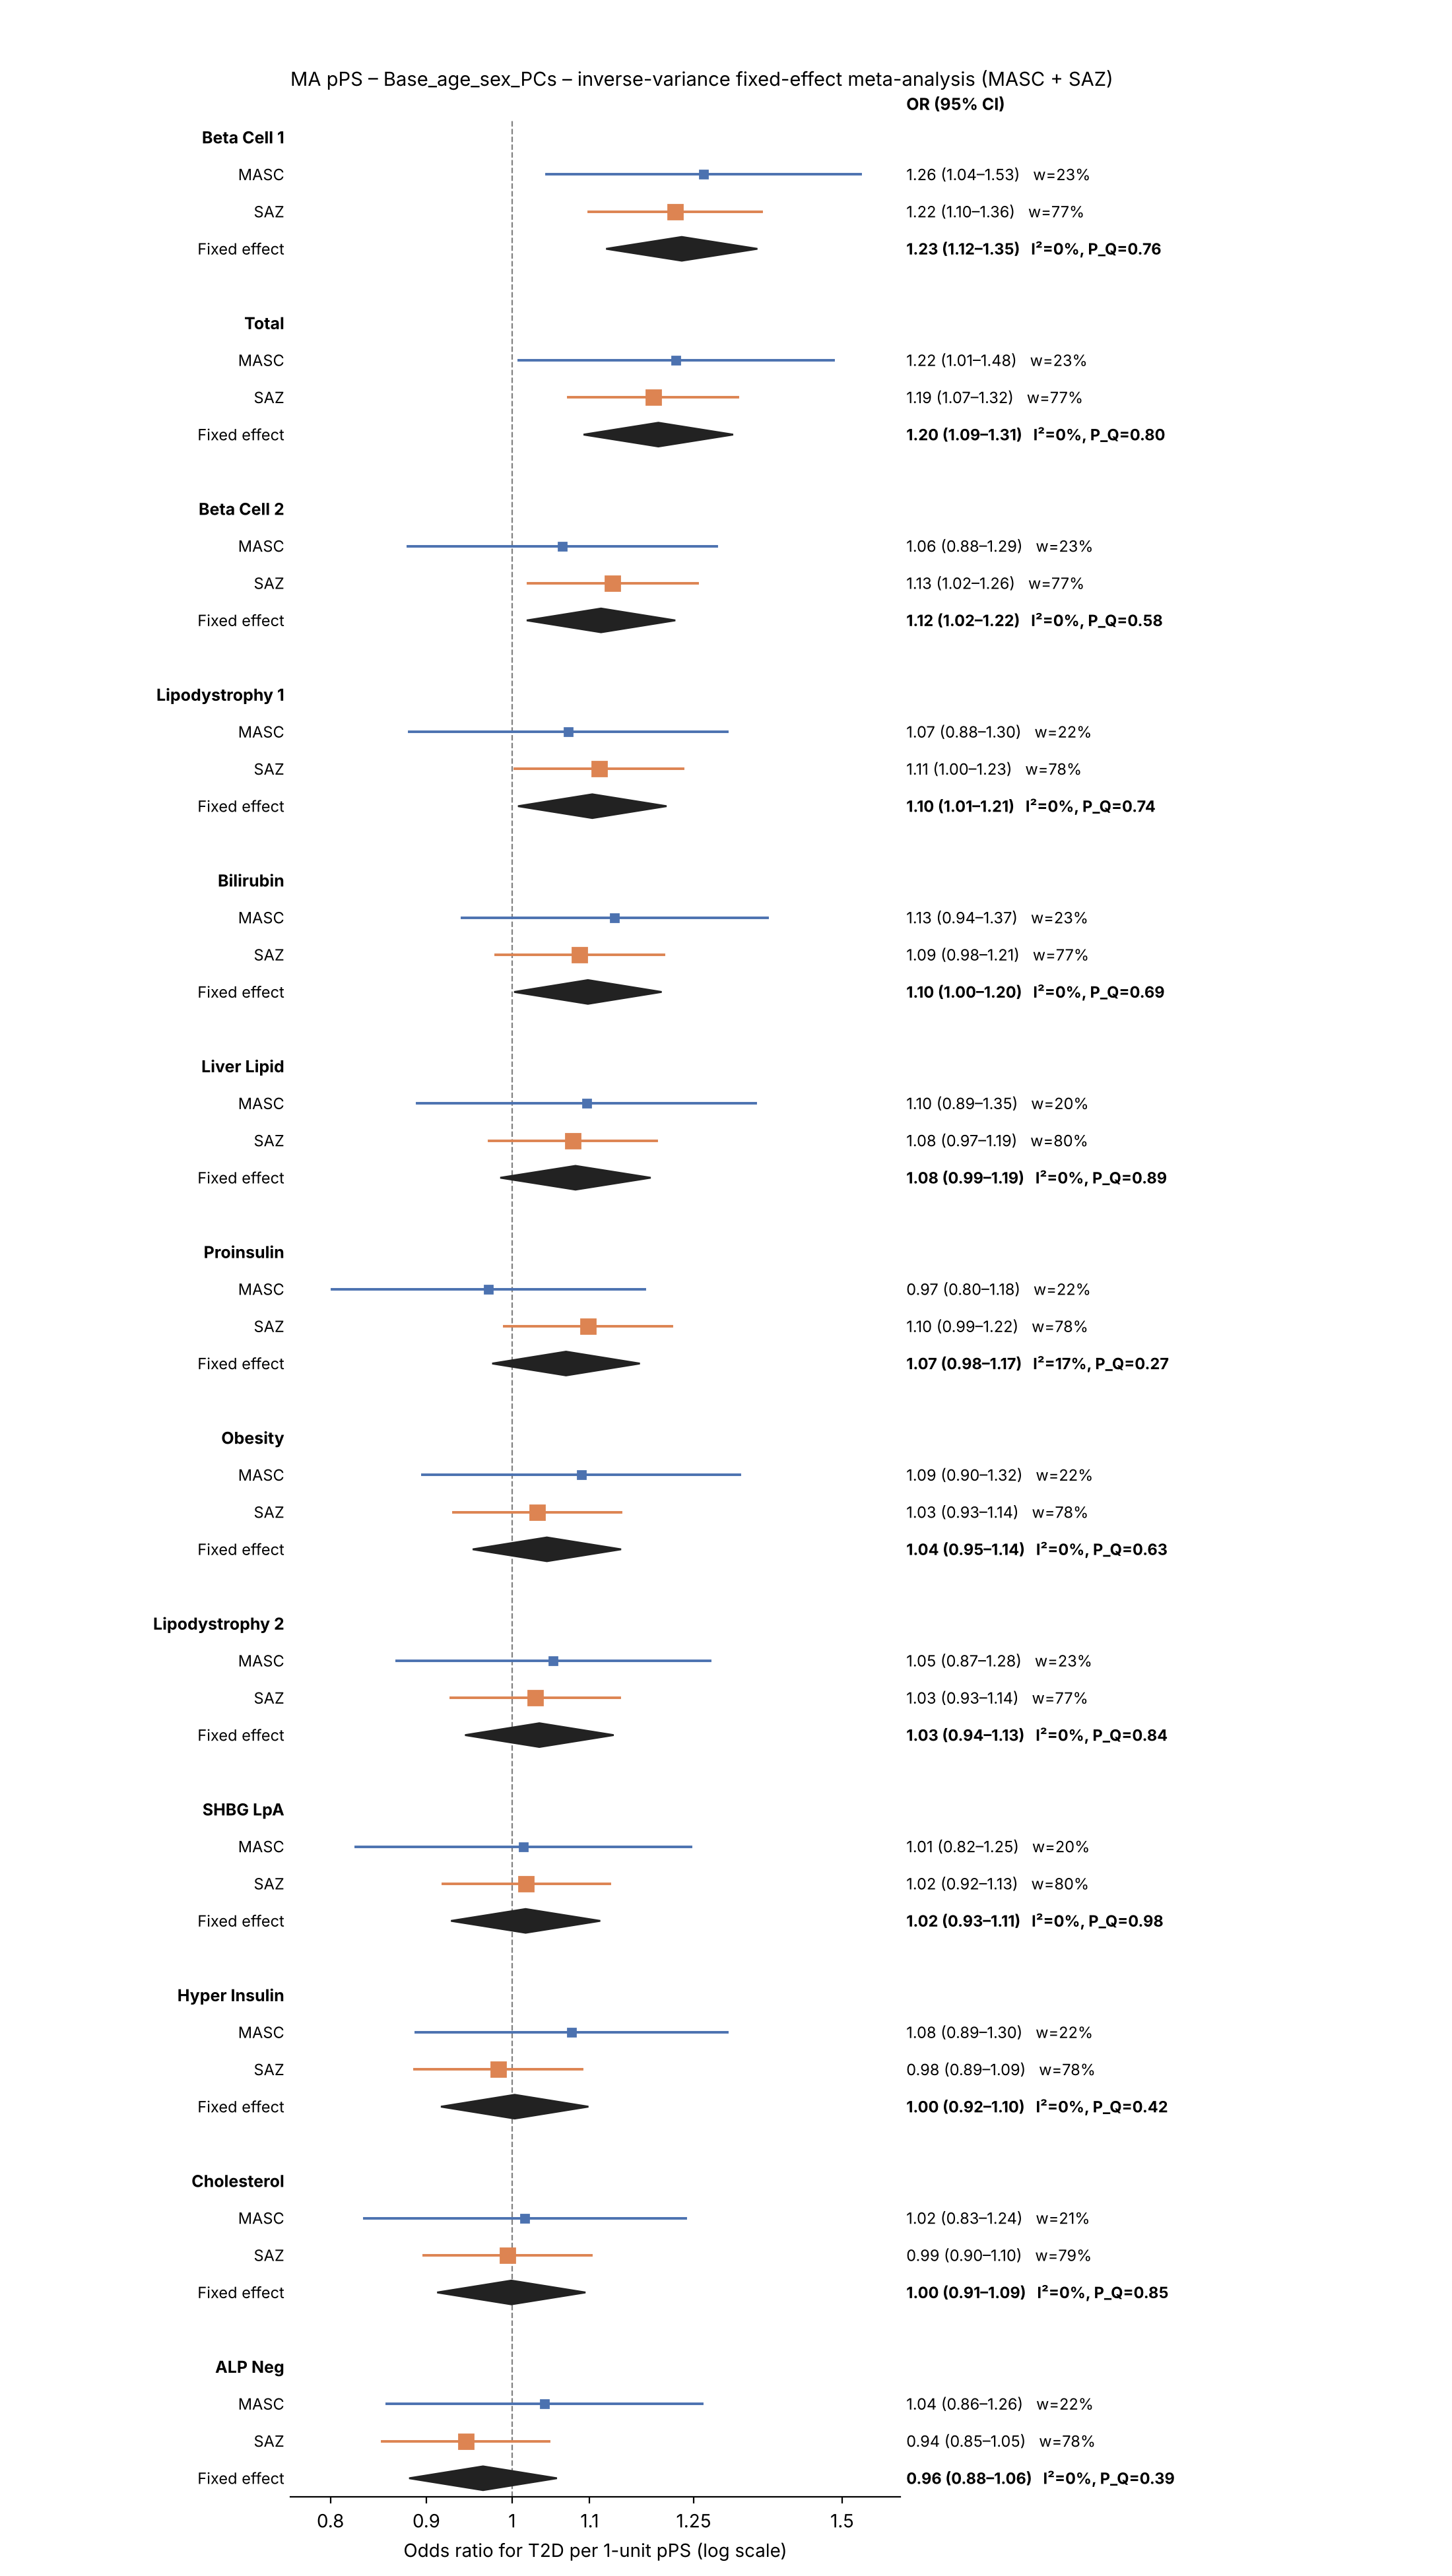 MA pPS – Base_age_sex_PCs – inverse-variance fixed-effect meta-analysis (MASC + SAZ)
OR (95% CI)
Beta Cell 1
MASC 1.26 (1.04–1.53) w=23%
SAZ 1.22 (1.10–1.36) w=77%
Fixed effect 1.23 (1.12–1.35) I²=0%, P_Q=0.76
Total
MASC 1.22 (1.01–1.48) w=23%
SAZ 1.19 (1.07–1.32) w=77%
Fixed effect 1.20 (1.09–1.31) I²=0%, P_Q=0.80
Beta Cell 2
MASC 1.06 (0.88–1.29) w=23%
SAZ 1.13 (1.02–1.26) w=77%
Fixed effect 1.12 (1.02–1.22) I²=0%, P_Q=0.58
Lipodystrophy 1
MASC 1.07 (0.88–1.30) w=22%
SAZ 1.11 (1.00–1.23) w=78%
Fixed effect 1.10 (1.01–1.21) I²=0%, P_Q=0.74
Bilirubin
MASC 1.13 (0.94–1.37) w=23%
SAZ 1.09 (0.98–1.21) w=77%
Fixed effect 1.10 (1.00–1.20) I²=0%, P_Q=0.69
Liver Lipid
MASC 1.10 (0.89–1.35) w=20%
SAZ 1.08 (0.97–1.19) w=80%
Fixed effect 1.08 (0.99–1.19) I²=0%, P_Q=0.89
Proinsulin
MASC 0.97 (0.80–1.18) w=22%
SAZ 1.10 (0.99–1.22) w=78%
Fixed effect 1.07 (0.98–1.17) I²=17%, P_Q=0.27
Obesity
MASC 1.09 (0.90–1.32) w=22%
SAZ 1.03 (0.93–1.14) w=78%
Fixed effect 1.04 (0.95–1.14) I²=0%, P_Q=0.63
Lipodystrophy 2
MASC 1.05 (0.87–1.28) w=23%
SAZ 1.03 (0.93–1.14) w=77%
Fixed effect 1.03 (0.94–1.13) I²=0%, P_Q=0.84
SHBG LpA
MASC 1.01 (0.82–1.25) w=20%
SAZ 1.02 (0.92–1.13) w=80%
Fixed effect 1.02 (0.93–1.11) I²=0%, P_Q=0.98
Hyper Insulin
MASC 1.08 (0.89–1.30) w=22%
SAZ 0.98 (0.89–1.09) w=78%
Fixed effect 1.00 (0.92–1.10) I²=0%, P_Q=0.42
Cholesterol
MASC 1.02 (0.83–1.24) w=21%
SAZ 0.99 (0.90–1.10) w=79%
Fixed effect 1.00 (0.91–1.09) I²=0%, P_Q=0.85
ALP Neg
MASC 1.04 (0.86–1.26) w=22%
SAZ 0.94 (0.85–1.05) w=78%
Fixed effect 0.96 (0.88–1.06) I²=0%, P_Q=0.39
0.8 0.9 1 1.1 1.25 1.5
Odds ratio for T2D per 1-unit pPS (log scale)